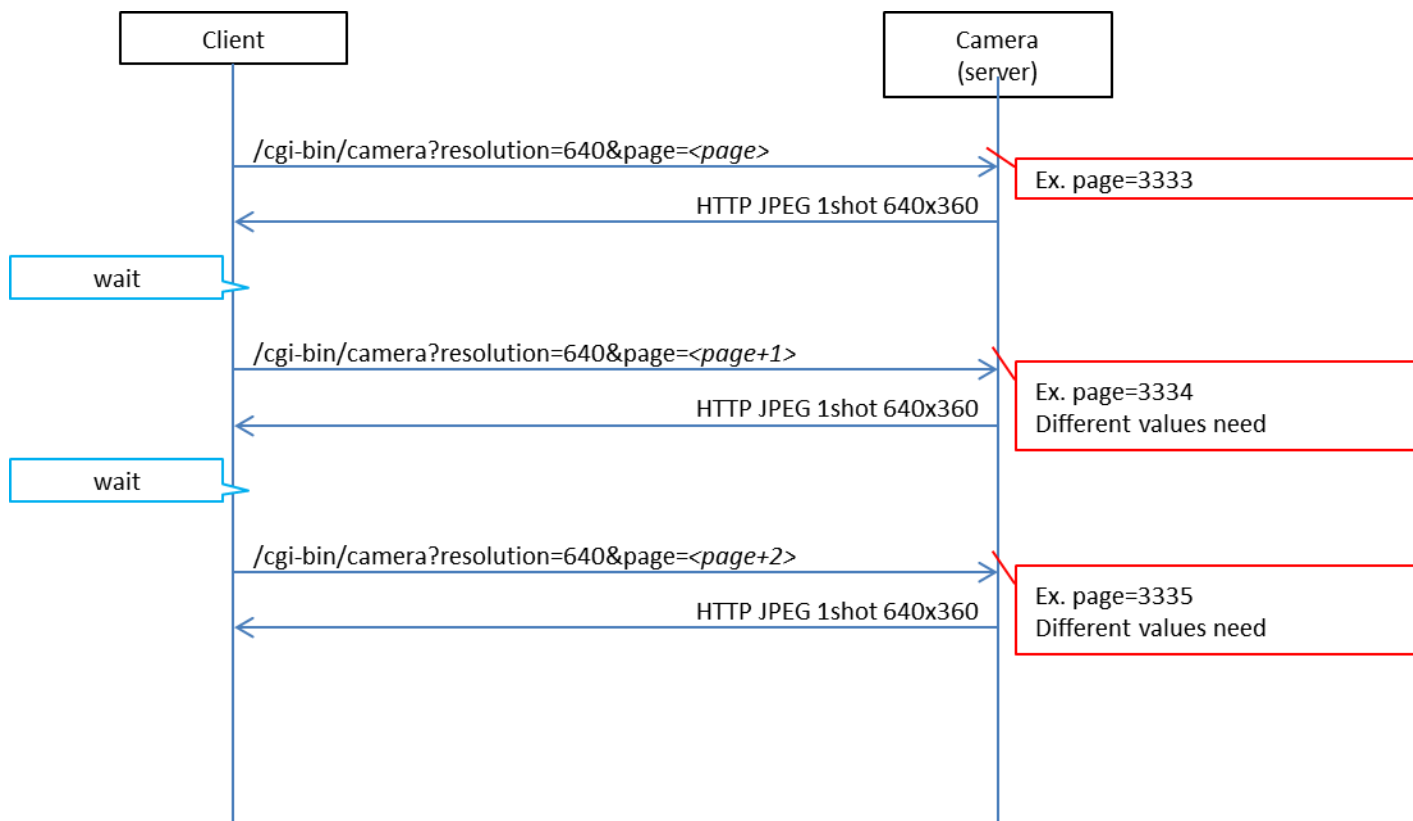 Client
Camera
(server)
/cgi-bin/camera?resolution=640&page=<page>
Ex. page=3333
HTTP JPEG 1shot 640x360
wait
/cgi-bin/camera?resolution=640&page=<page+1>
Ex. page=3334
Different values need
HTTP JPEG 1shot 640x360
wait
/cgi-bin/camera?resolution=640&page=<page+2>
Ex. page=3335
Different values need
HTTP JPEG 1shot 640x360